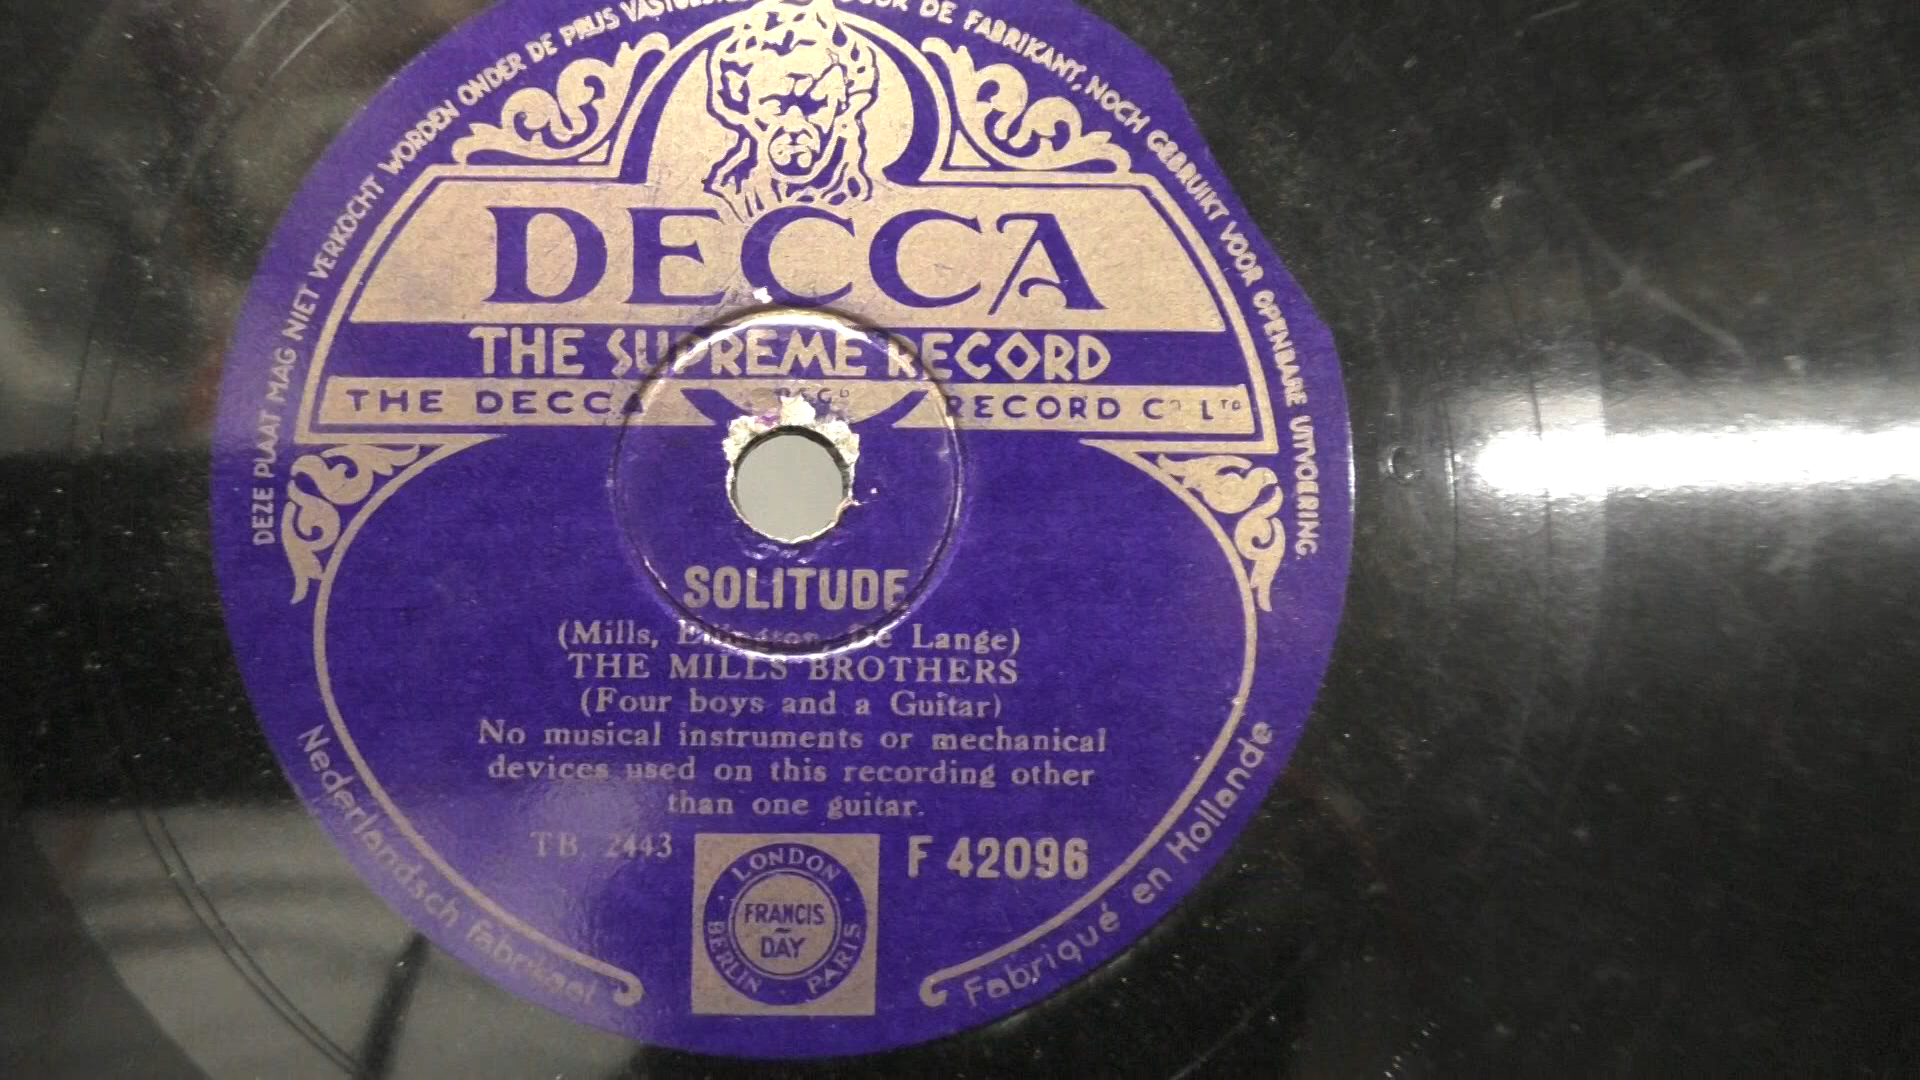 DEZE PLAAT MAG NIET VERKOCHT WORDEN ONDER DE PRIJS DOOR DE FABRIKANT, NOCH GEBRUIKT VOOR OPENBARE UITVOERING.
DECCA
THE SUPREME RECORD
THE DECCA RECORD Co LTD
SOLITUDE
(Mills, Ellington, De Lange)
THE MILLS BROTHERS
(Four boys and a Guitar)
No musical instruments or mechanical
devices used on this recording other
than one guitar.
TB. 2443
F 42096
LONDON
FRANCIS
DAY
BERLIN · PARIS
Nederlandsch fabrikaat
Fabriqué en Hollande